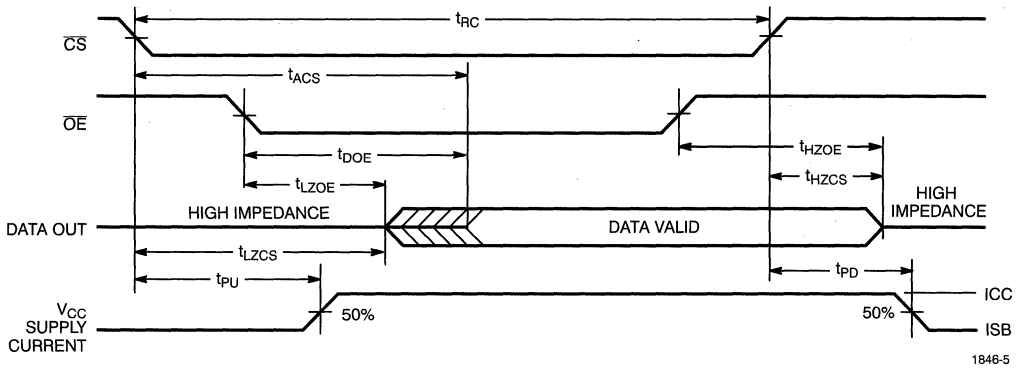 tRC
CS
tACS
OE
tDOE
tHZOE
tLZOE
tHZCS
HIGH IMPEDANCE
HIGH
IMPEDANCE
DATA OUT
DATA VALID
tLZCS
tPU
tPD
VCC
SUPPLY
CURRENT
50%
50%
ICC
ISB
1846-5